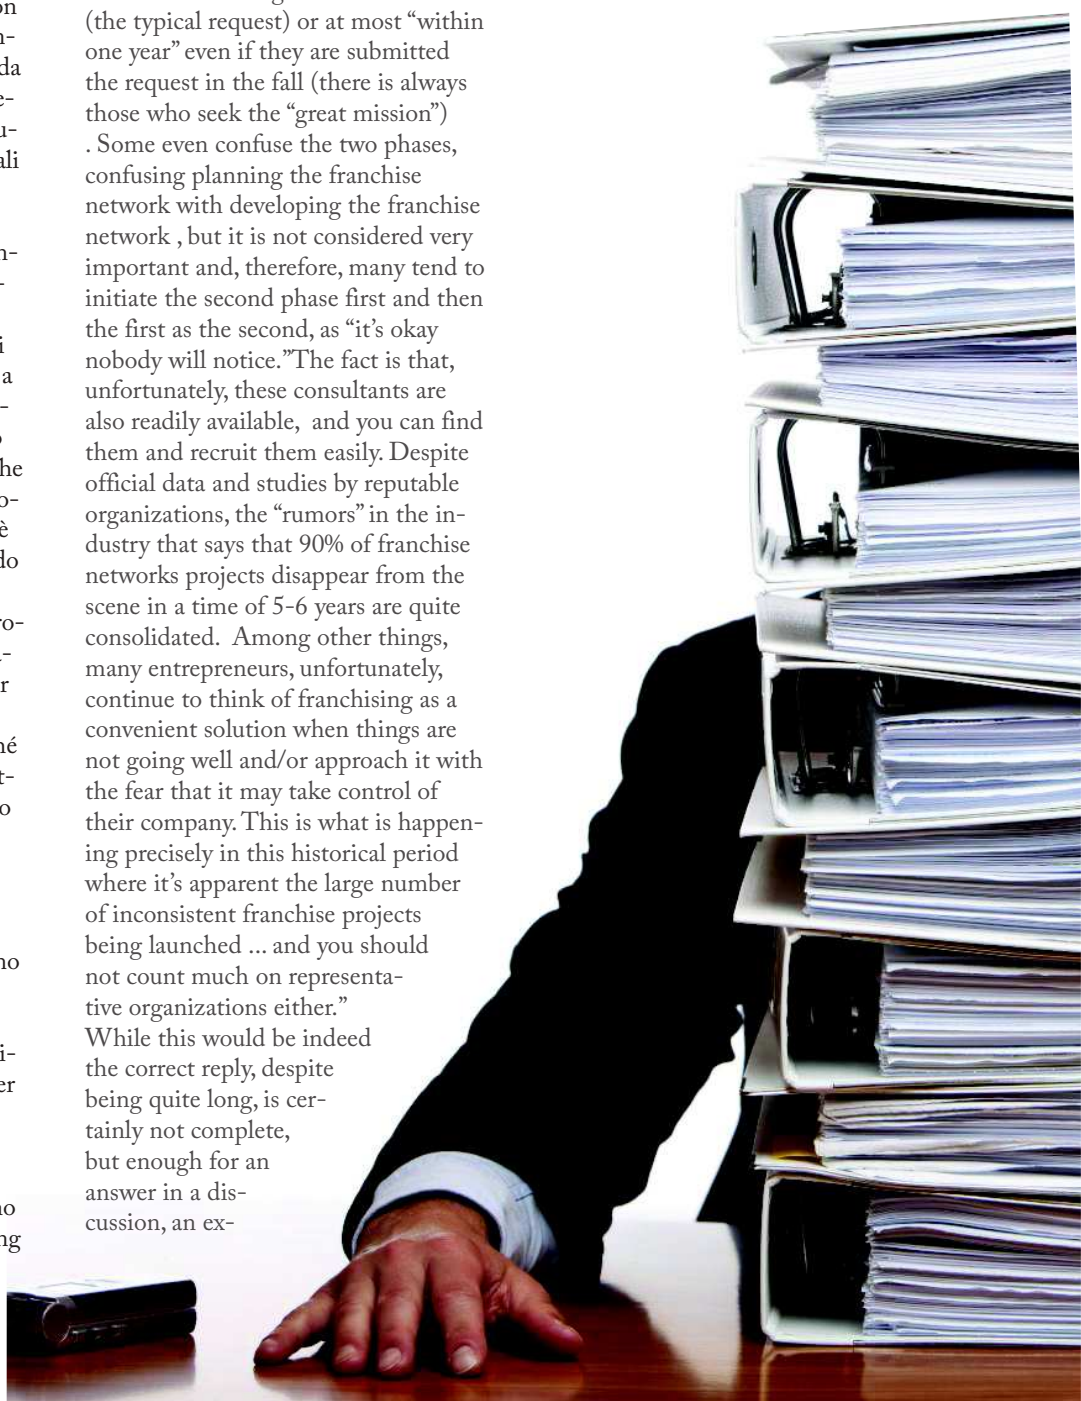 on
n-
da
e-
u-
ali
n-
-
i
a
-
he
o-
è
do
ro-
r
né
t-
o
no
i-
er
no
ng
(the typical request) or at most “within
one year” even if they are submitted
the request in the fall (there is always
those who seek the “great mission”)
. Some even confuse the two phases,
confusing planning the franchise
network with developing the franchise
network , but it is not considered very
important and, therefore, many tend to
initiate the second phase first and then
the first as the second, as “it’s okay
nobody will notice.”The fact is that,
unfortunately, these consultants are
also readily available,  and you can find
them and recruit them easily. Despite
official data and studies by reputable
organizations, the “rumors” in the in-
dustry that says that 90% of franchise
networks projects disappear from the
scene in a time of 5-6 years are quite
consolidated.  Among other things,
many entrepreneurs, unfortunately,
continue to think of franchising as a
convenient solution when things are
not going well and/or approach it with
the fear that it may take control of
their company. This is what is happen-
ing precisely in this historical period
where it’s apparent the large number
of inconsistent franchise projects
being launched ... and you should
not count much on representa-
tive organizations either.”
While this would be indeed
the correct reply, despite
being quite long, is cer-
tainly not complete,
but enough for an
answer in a dis-
cussion, an ex-